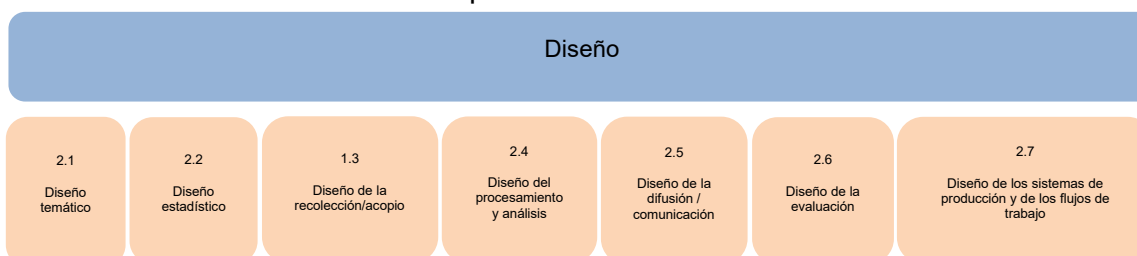 Diseño
2.1
Diseño
temático
2.2
Diseño
estadístico
1.3
Diseño de la
recolección/acopio
2.4
Diseño del
procesamiento
y análisis
2.5
Diseño de la
difusión /
comunicación
2.6
Diseño de la
evaluación
2.7
Diseño de los sistemas de
producción y de los flujos de
trabajo